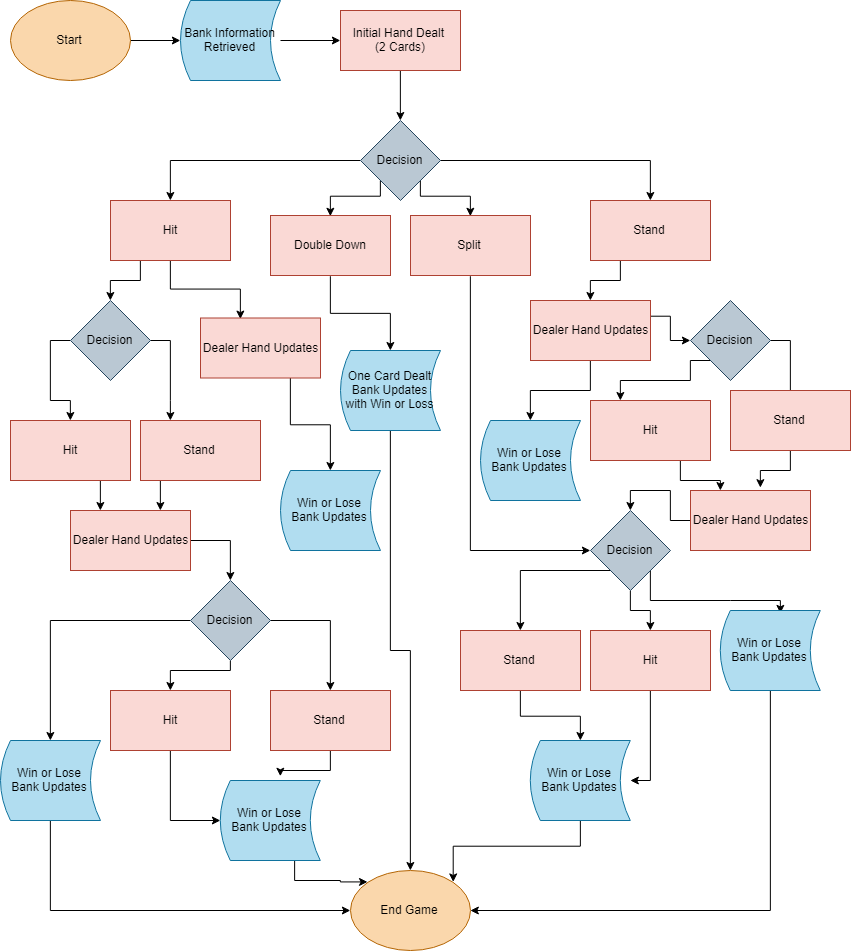 Start
Bank Information
Retrieved
Initial Hand Dealt
(2 Cards)
Decision
Hit
Double Down
Split
Stand
Decision
Dealer Hand Updates
Dealer Hand Updates
Decision
One Card Dealt
Bank Updates
with Win or Loss
Hit
Stand
Hit
Stand
Win or Lose
Bank Updates
Win or Lose
Bank Updates
Dealer Hand Updates
Dealer Hand Updates
Decision
Decision
Win or Lose
Bank Updates
Stand
Hit
Hit
Stand
Win or Lose
Bank Updates
Win or Lose
Bank Updates
Win or Lose
Bank Updates
End Game